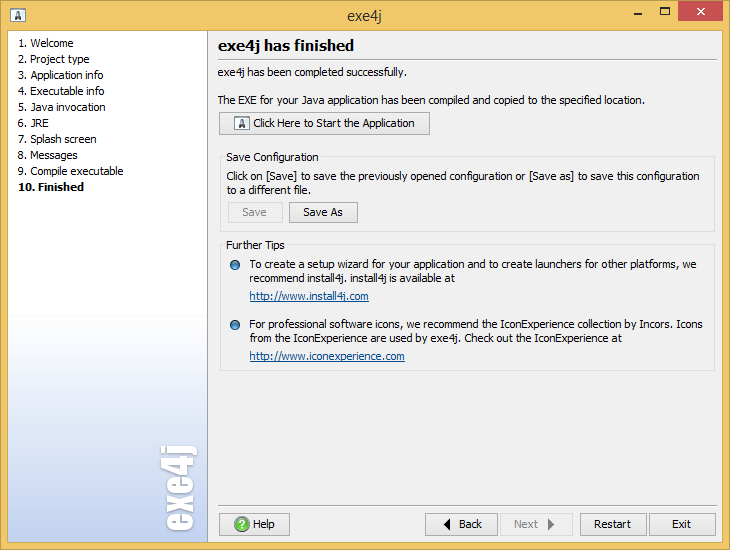 exe4j
1. Welcome
2. Project type
3. Application info
4. Executable info
5. Java invocation
6. JRE
7. Splash screen
8. Messages
9. Compile executable
10. Finished
exe4j
exe4j has finished
exe4j has been completed successfully.
The EXE for your Java application has been compiled and copied to the specified location.
Click Here to Start the Application
Save Configuration
Click on [Save] to save the previously opened configuration or [Save as] to save this configuration
to a different file.
Save Save As
Further Tips
To create a setup wizard for your application and to create launchers for other platforms, we
recommend install4j. install4j is available at
http://www.install4j.com
For professional software icons, we recommend the IconExperience collection by Incors. Icons
from the IconExperience are used by exe4j. Check out the IconExperience at
http://www.iconexperience.com
? Help Back Next Restart Exit